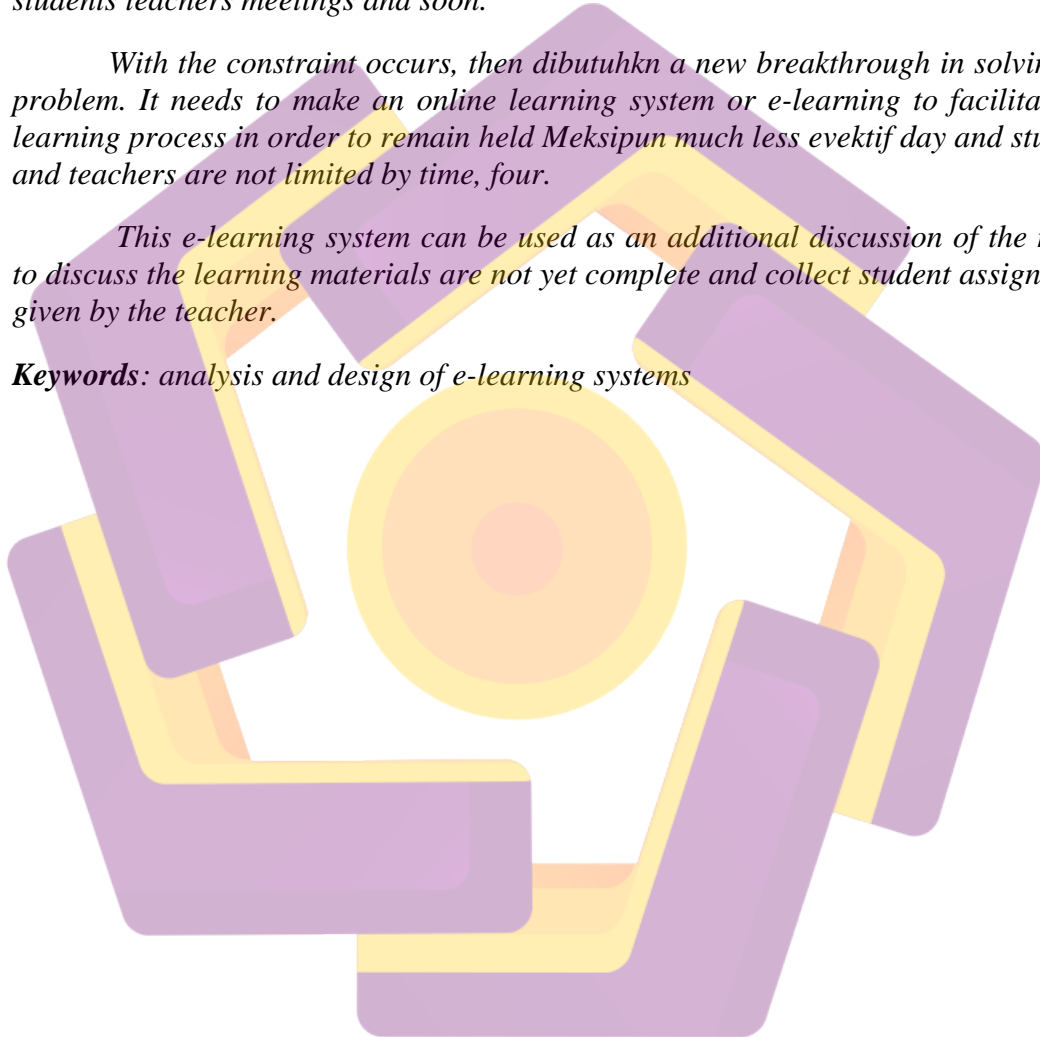 students teachers meetings and soon.
With the constraint occurs, then dibutuhkn a new breakthrough in solvin
problem. It needs to make an online learning system or e-learning to facilita
learning process in order to remain held Meksipun much less evektif day and stu
and teachers are not limited by time, four.
This e-learning system can be used as an additional discussion of the
to discuss the learning materials are not yet complete and collect student assign
given by the teacher.
Keywords: analysis and design of e-learning systems